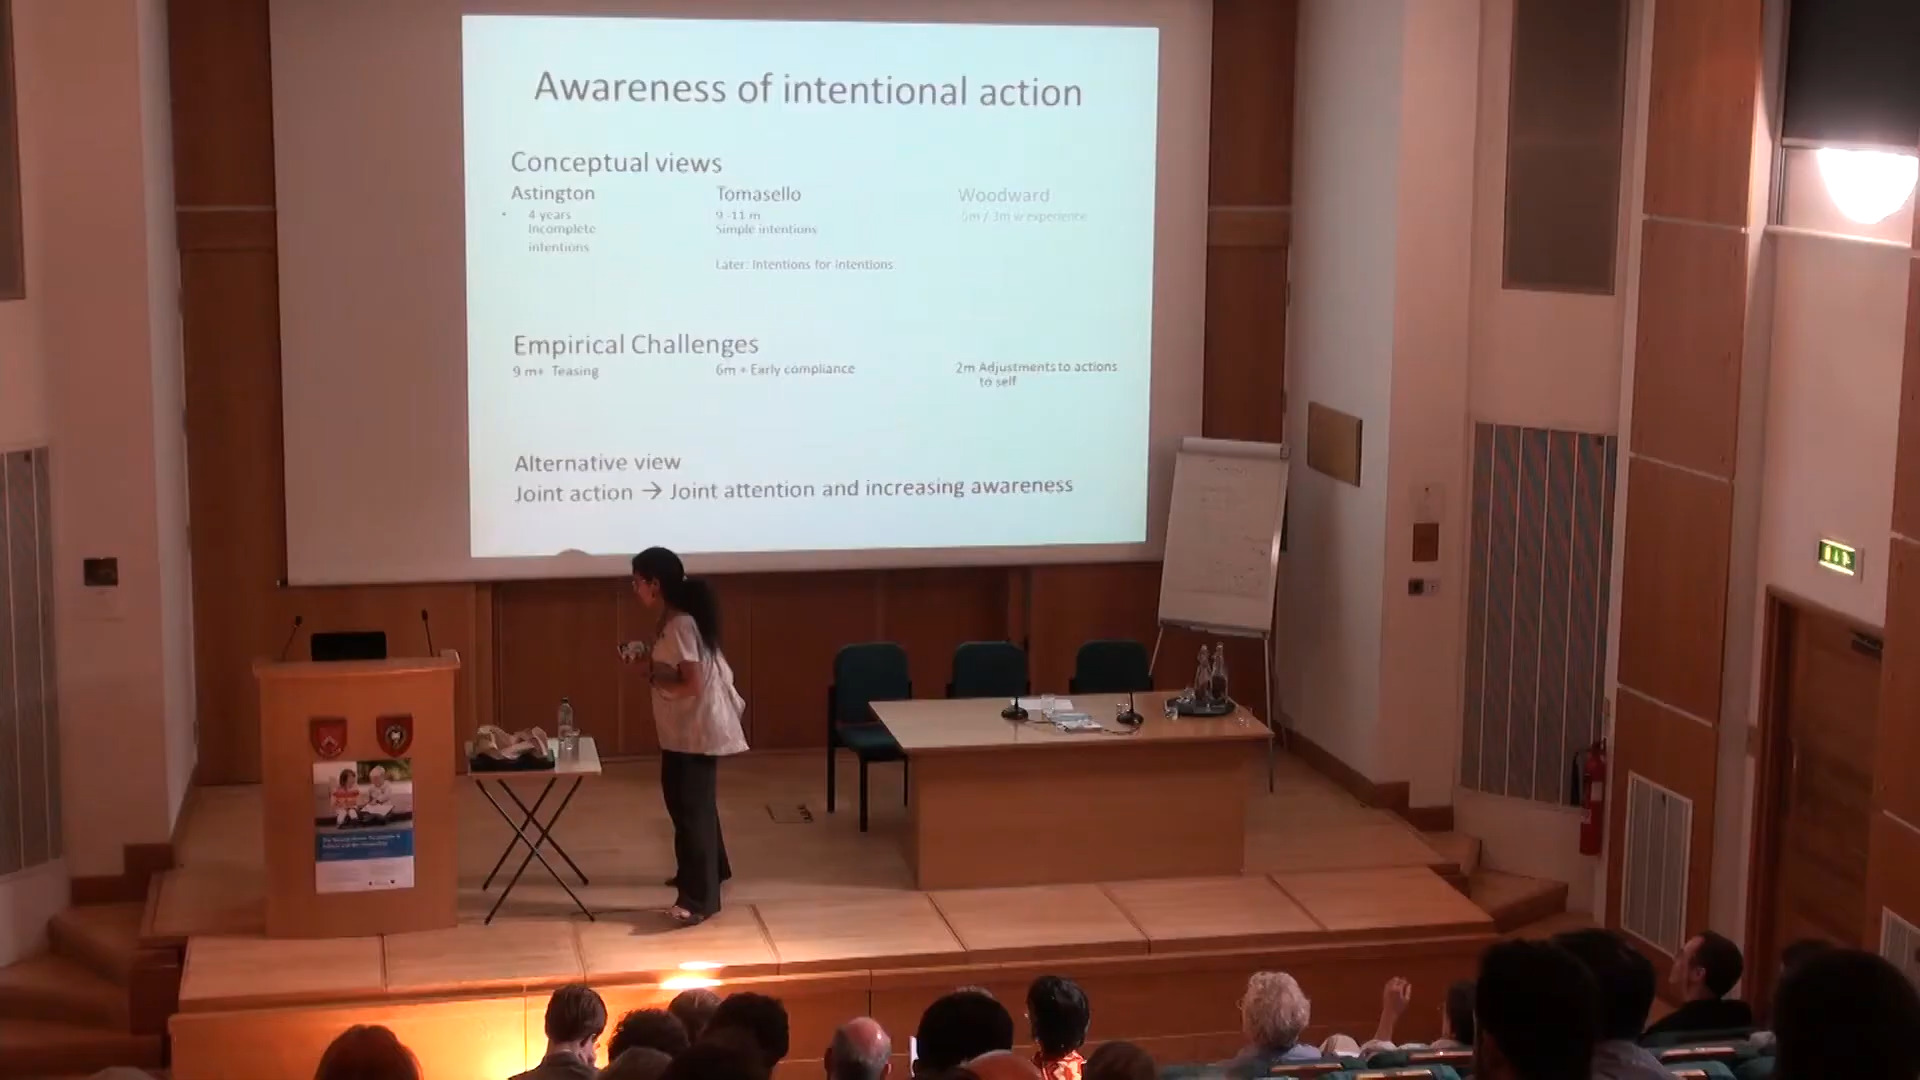 Awareness of intentional action
Conceptual views
Astington
Tomasello
Woodward
• 4 years
Incomplete
intentions
9 -11 m
Simple intentions
Later: Intentions for intentions
/ 3m w experience
Empirical Challenges
9 m+ Teasing
6m + Early compliance
2m Adjustments to actions
to self
Alternative view
Joint action → Joint attention and increasing awareness